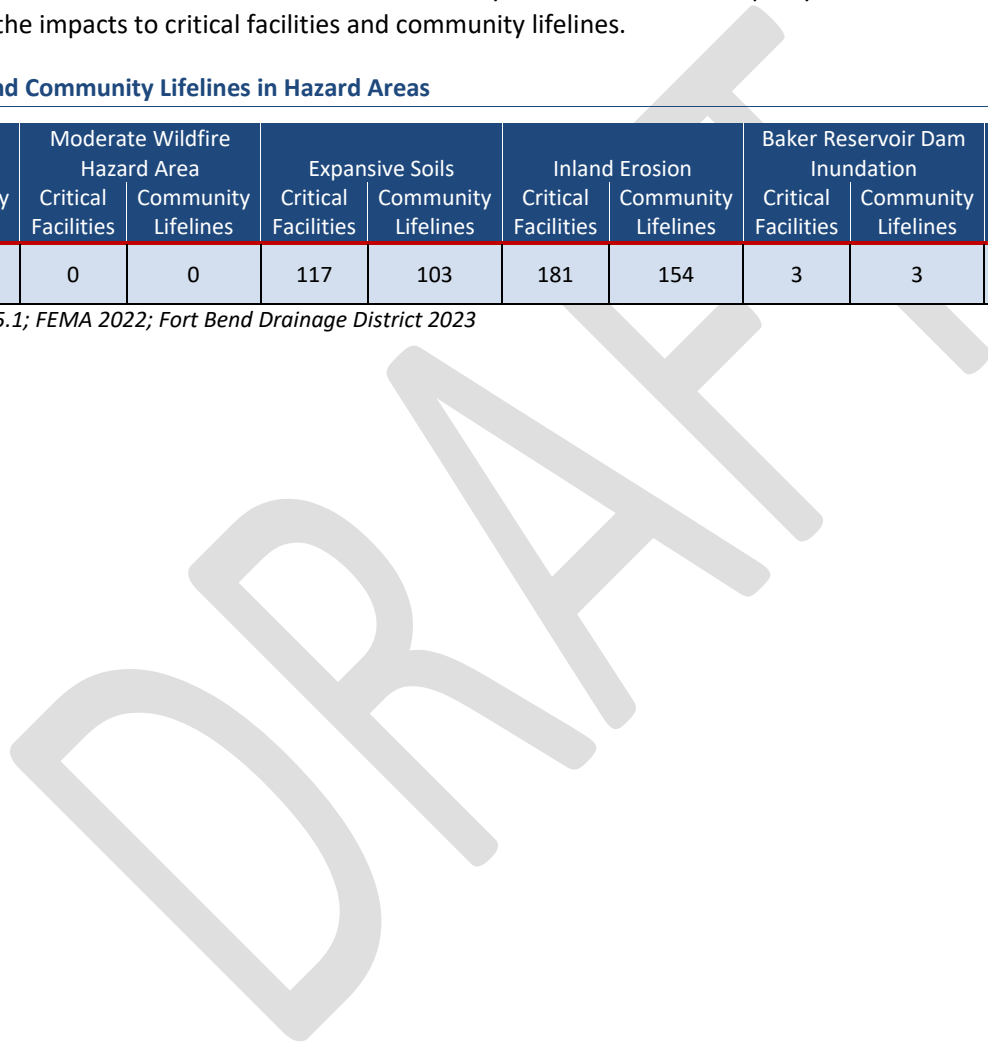 the impacts to critical facilities and community lifelines.
nd Community Lifelines in Hazard Areas
Moderate Wildfire Baker Reservoir Dam
Hazard Area Expansive Soils Inland Erosion Inundation
y Critical Community Critical Community Critical Community Critical Community
Facilities Lifelines Facilities Lifelines Facilities Lifelines Facilities Lifelines
0 0 117 103 181 154 3 3
5.1; FEMA 2022; Fort Bend Drainage District 2023
DRAFT